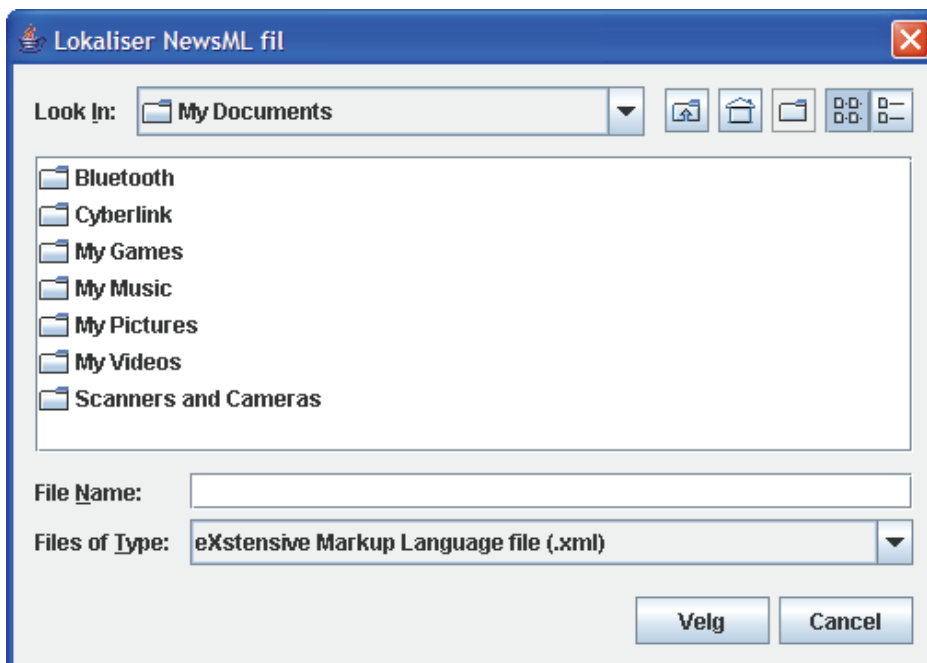 Lokaliser NewsML fil
Look In: My Documents
Bluetooth
Cyberlink
My Games
My Music
My Pictures
My Videos
Scanners and Cameras
File Name:
Files of Type: eXstensive Markup Language file (.xml)
Velg Cancel